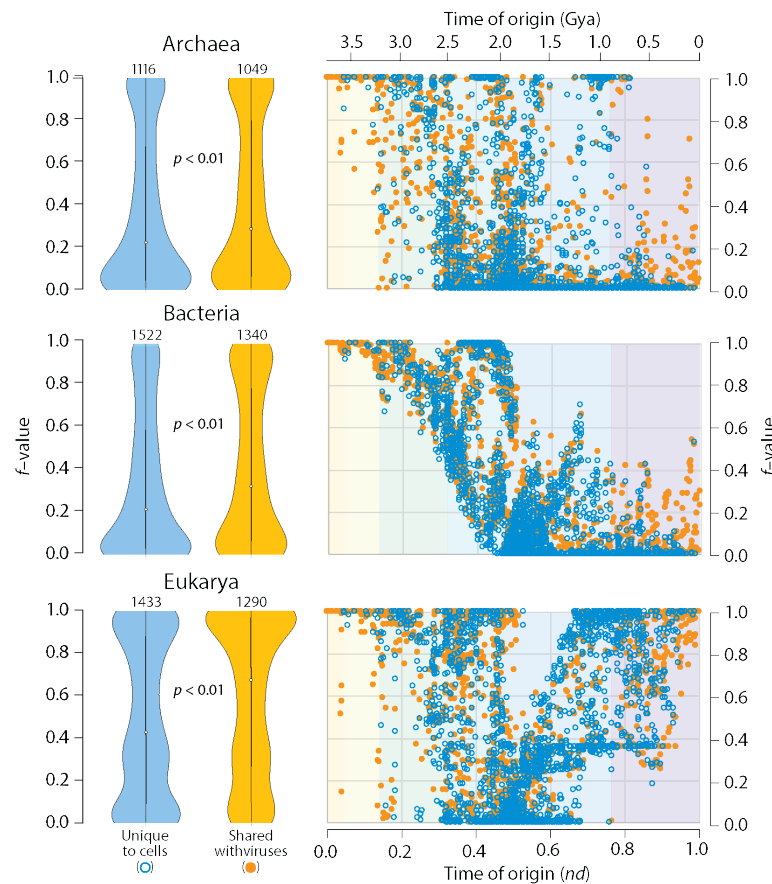 Time of origin (Gya)
3.5 3.0 2.5 2.0 1.5 1.0 0.5 0
Archaea
1116 1049
1.0
0.8
0.6
0.4
0.2
0.0
p < 0.01
1.0
0.8
0.6
0.4
0.2
0.0
Bacteria
1522 1340
1.0
0.8
0.6
0.4
0.2
0.0
p < 0.01
f–value
1.0
0.8
0.6
0.4
0.2
0.0
f–value
Eukarya
1433 1290
1.0
0.8
0.6
0.4
0.2
0.0
p < 0.01
1.0
0.8
0.6
0.4
0.2
0.0
Unique
to cells
( )
Shared
withviruses
( )
0.0 0.2 0.4 0.6 0.8 1.0
Time of origin (nd)